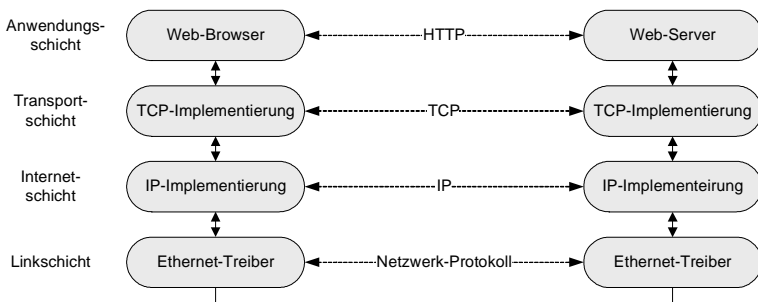 Anwendungs-
schicht
Web-Browser
HTTP
Web-Server
Transport-
schicht
TCP-Implementierung
TCP
TCP-Implementierung
Internet-
schicht
IP-Implementierung
IP
IP-Implementeirung
Linkschicht
Ethernet-Treiber
Netzwerk-Protokoll
Ethernet-Treiber